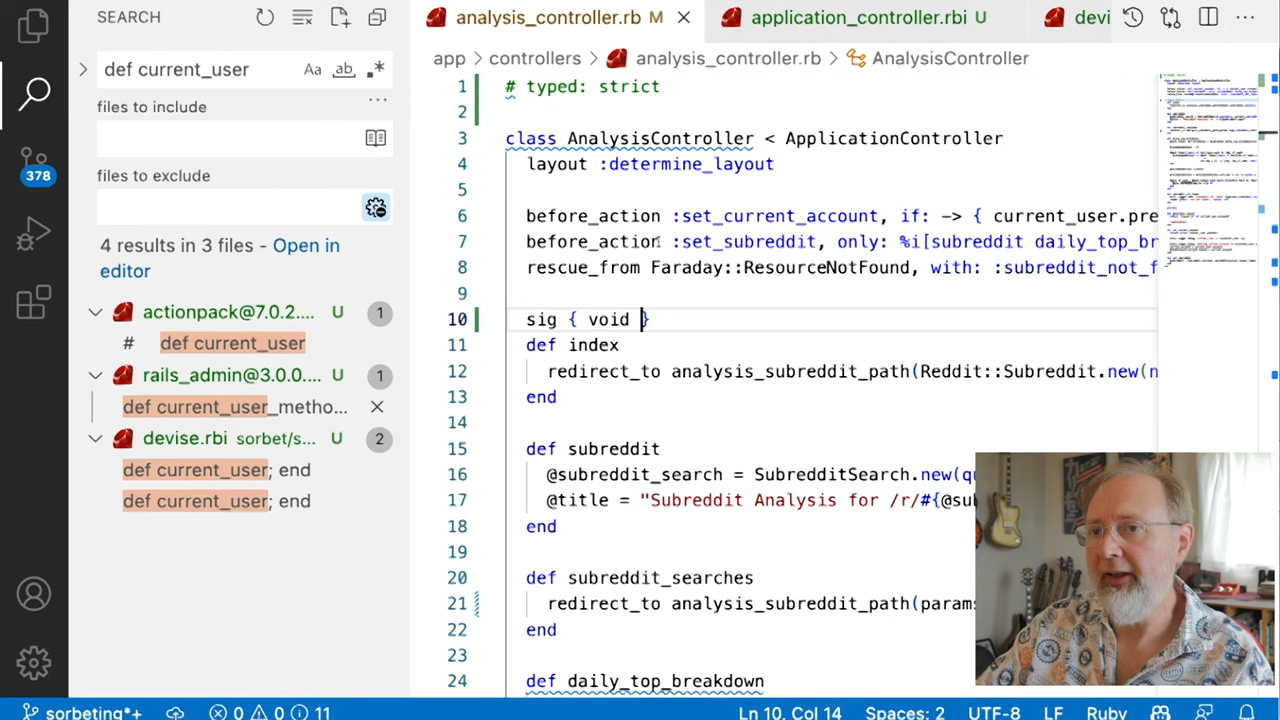 SEARCH
def current_user
Aa ab .*
files to include
files to exclude
4 results in 3 files - Open in
editor
actionpack@7.0.2.... U 1
# def current_user
rails_admin@3.0.0.... U 1
def current_user_metho...
devise.rbi sorbet/s... U 2
def current_user; end
def current_user; end
378
analysis_controller.rb M
application_controller.rbi U
devi
app > controllers > analysis_controller.rb > AnalysisController
1 # typed: strict
2
3 class AnalysisController < ApplicationController
4 layout :determine_layout
5
6 before_action :set_current_account, if: -> { current_user.pre
7 before_action :set_subreddit, only: %i[subreddit daily_top_br
8 rescue_from Faraday::ResourceNotFound, with: :subreddit_not_f
9
10 sig { void }
11 def index
12 redirect_to analysis_subreddit_path(Reddit::Subreddit.new(n
13 end
14
15 def subreddit
16 @subreddit_search = SubredditSearch.new(qu
17 @title = "Subreddit Analysis for /r/#{@sub
18 end
19
20 def subreddit_searches
21 redirect_to analysis_subreddit_path(params
22 end
23
24 def daily_top_breakdown
sorbeting*+ 0 0 11 Ln 10, Col 14 Spaces: 2 UTF-8 LF Ruby